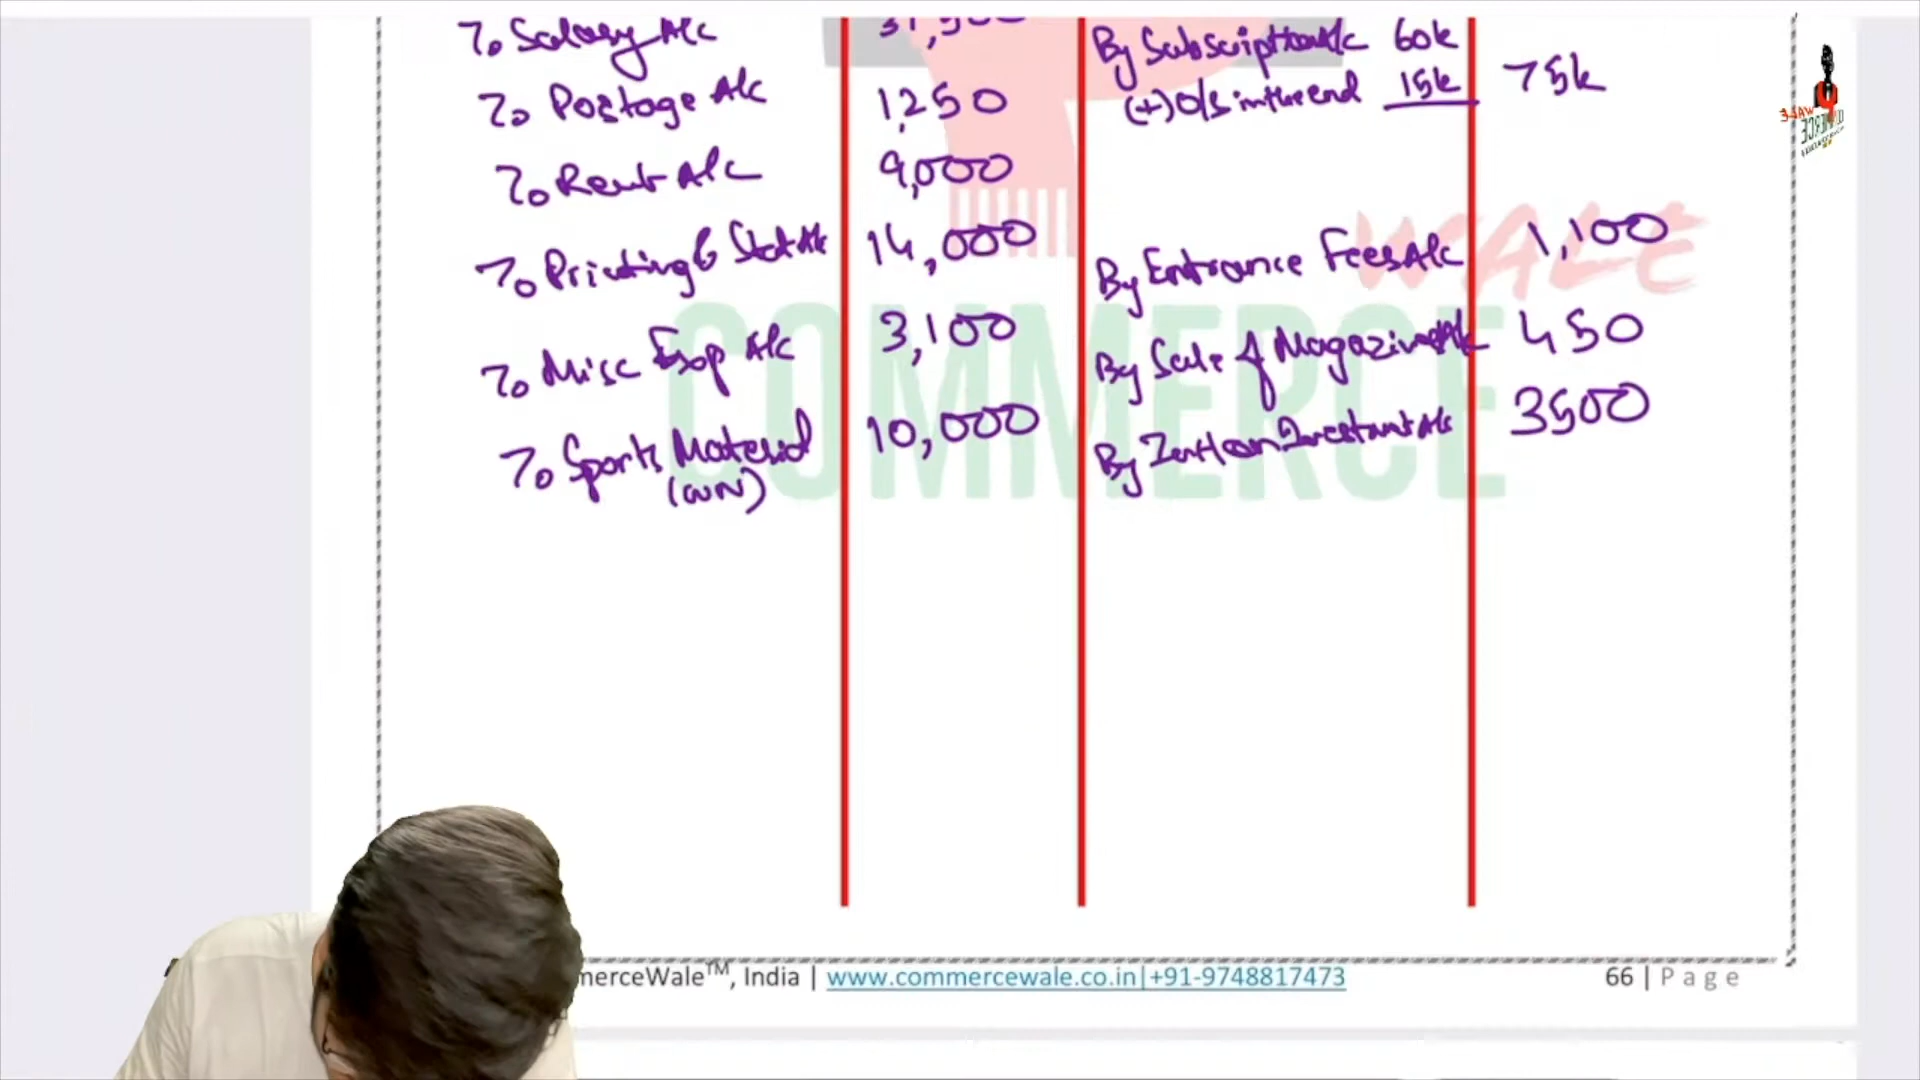 To Salary A/c
To Postage A/c 1,250
To Rent A/c 9,000
To Printing & Stat A/c 14,000
To Misc Exp A/c 3,100
To Sports Material 10,000
(WN)
By Subscription A/c 60k
(+) O/s in the end 15k 75k
By Entrance Fees A/c 1,100
By Sale of Magazine A/c 450
By Int on Investment A/c 3500
WALE
COMMERCE
merceWale™, India | www.commercewale.co.in|+91-9748817473
66 | Page